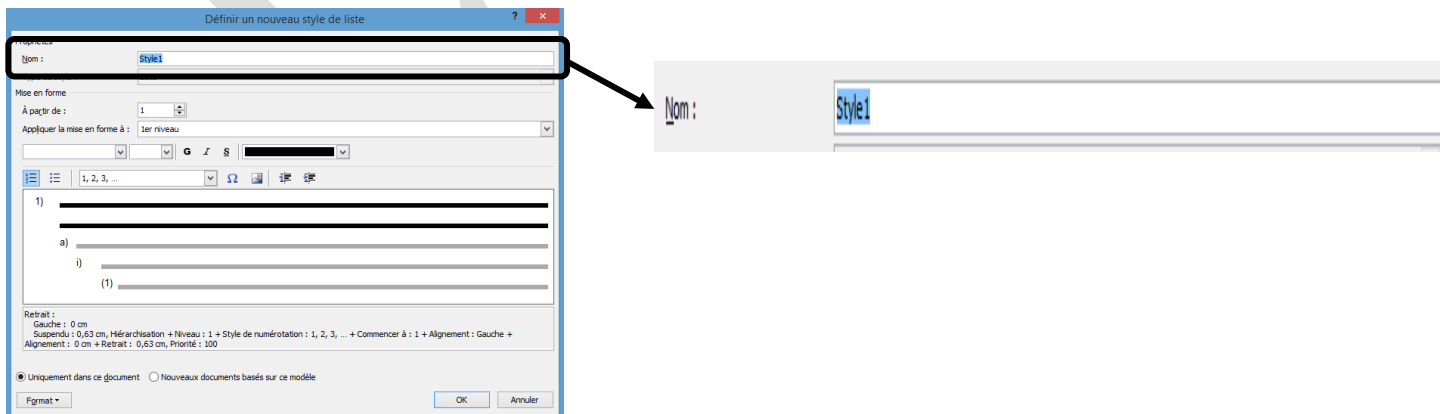 Définir un nouveau style de liste ?
Nom : Style1
Mise en forme
À partir de : 1
Appliquer la mise en forme à : 1er niveau
G I S
1, 2, 3, ... Ω
1)
a)
i)
(1)
Retrait :
Gauche : 0 cm
Suspendu : 0,63 cm, Hiérarchisation + Niveau : 1 + Style de numérotation : 1, 2, 3, ... + Commencer à : 1 + Alignement : Gauche +
Alignement : 0 cm + Retrait : 0,63 cm, Priorité : 100
Uniquement dans ce document Nouveaux documents basés sur ce modèle
Format OK Annuler
Nom : Style1